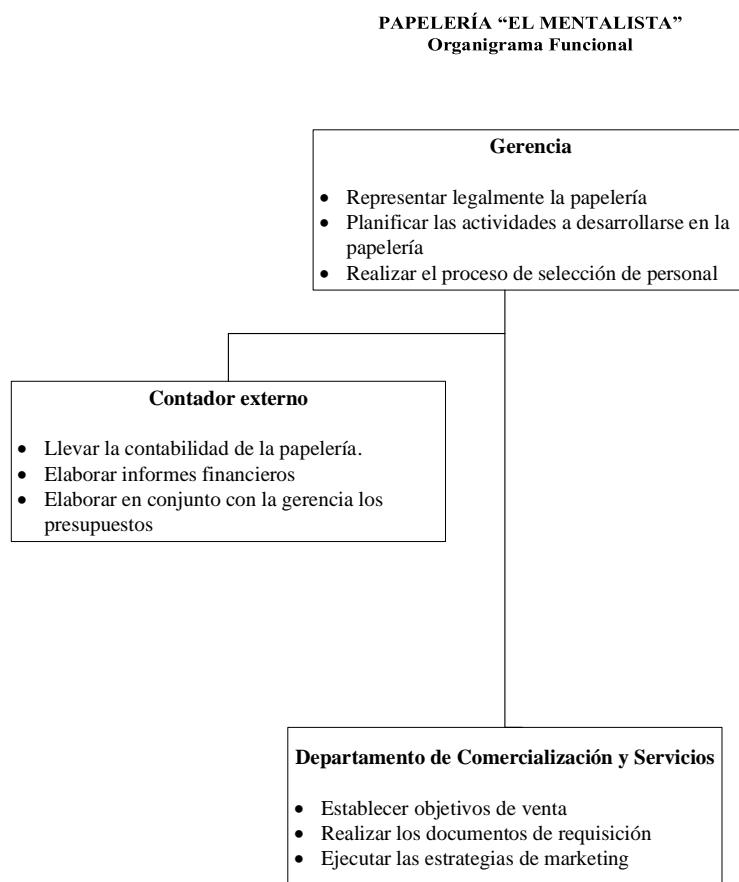 PAPELERÍA “EL MENTALISTA”
Organigrama Funcional
Gerencia
• Representar legalmente la papelería
• Planificar las actividades a desarrollarse en la
papelería
• Realizar el proceso de selección de personal
Contador externo
• Llevar la contabilidad de la papelería.
• Elaborar informes financieros
• Elaborar en conjunto con la gerencia los
presupuestos
Departamento de Comercialización y Servicios
• Establecer objetivos de venta
• Realizar los documentos de requisición
• Ejecutar las estrategias de marketing